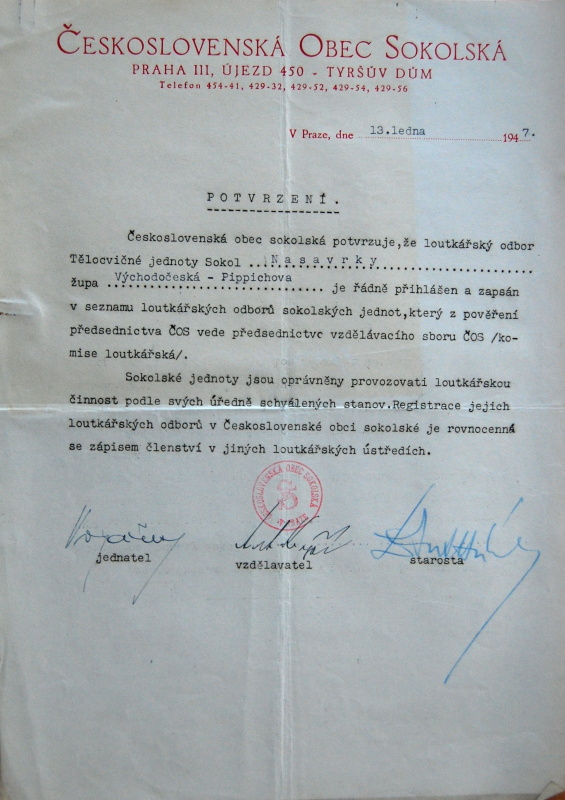 ČESKOSLOVENSKÁ OBEC SOKOLSKÁ
PRAHA III, ÚJEZD 450 - TYRŠŮV DŮM
Telefon 454-41, 429-32, 429-52, 429-54, 429-56
V Praze, dne 13.ledna 1947.
POTVRZENÍ.
Československá obec sokolská potvrzuje,že loutkářský odbor
Tělocvičné jednoty Sokol ..Nasavrky
župa Východočeská - Pippichova je řádně přihlášen a zapsán
v seznamu loutkářských odborů sokolských jednot,který z pověření
předsednictva ČOS vede předsednictvo vzdělávacího sboru ČOS /ko-
mise loutkářská/.
Sokolské jednoty jsou oprávněny provozovati loutkářskou
činnost podle svých úředně schválených stanov.Registrace jejich
loutkářských odborů v Československé obci sokolské je rovnocenná
se zápisem členství v jiných loutkářských ústředích.
ČESKOSLOVENSKÁ OBEC SOKOLSKÁ
jednatel vzdělavatel starosta